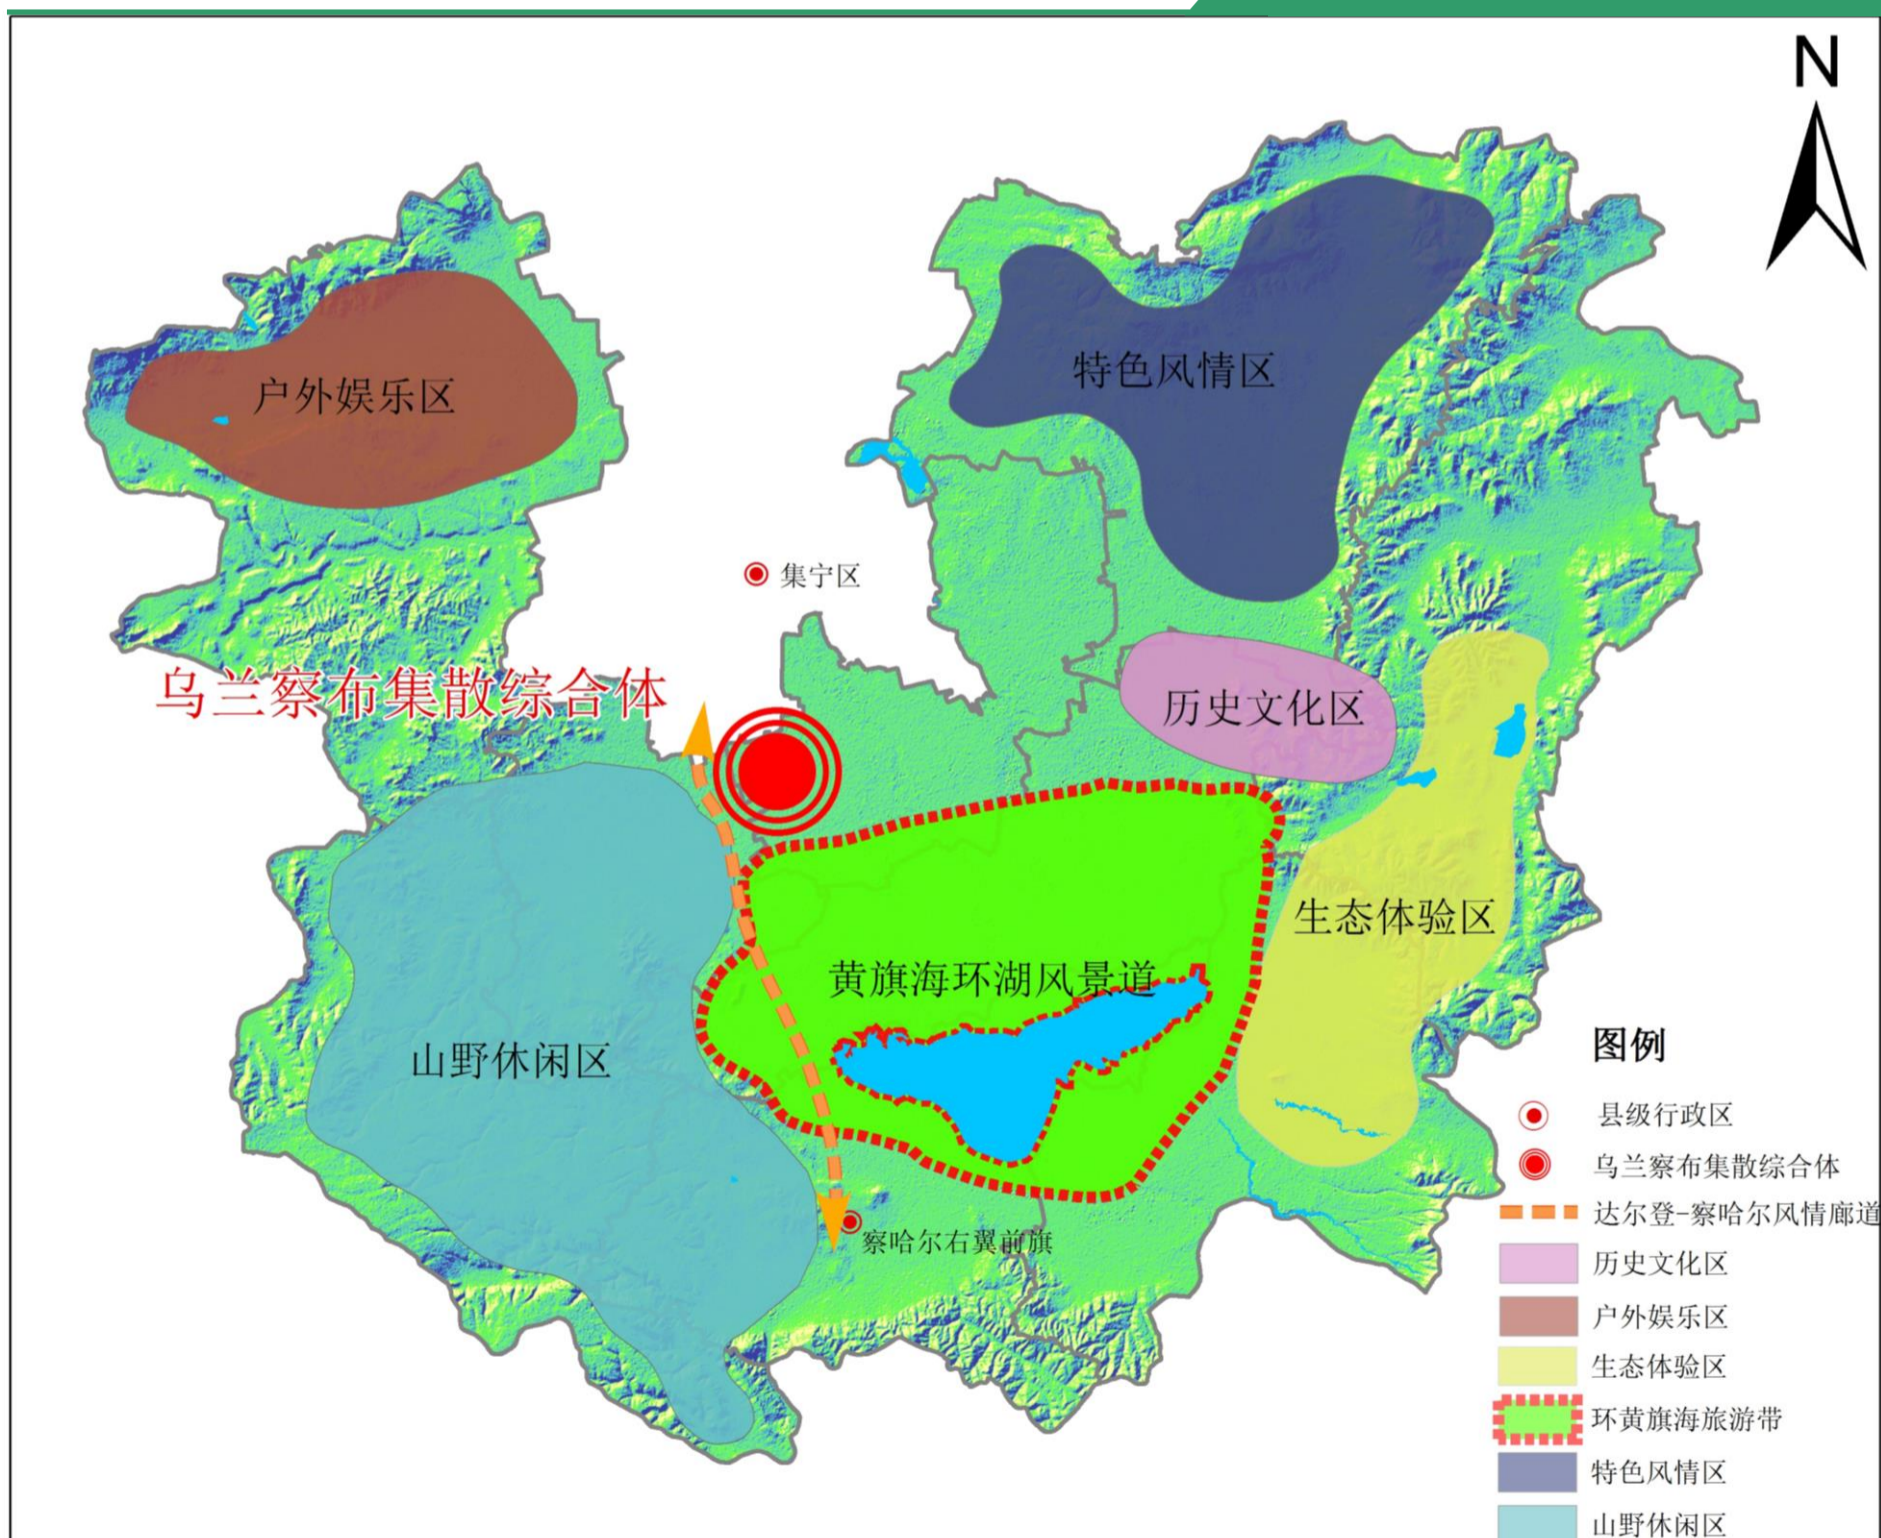 N
特色风情区
户外娱乐区
集宁区
乌兰察布集散综合体
历史文化区
生态体验区
黄旗海环湖风景道
山野休闲区
察哈尔右翼前旗
图例
县级行政区
乌兰察布集散综合体
达尔登-察哈尔风情廊道
历史文化区
户外娱乐区
生态体验区
环黄旗海旅游带
特色风情区
山野休闲区